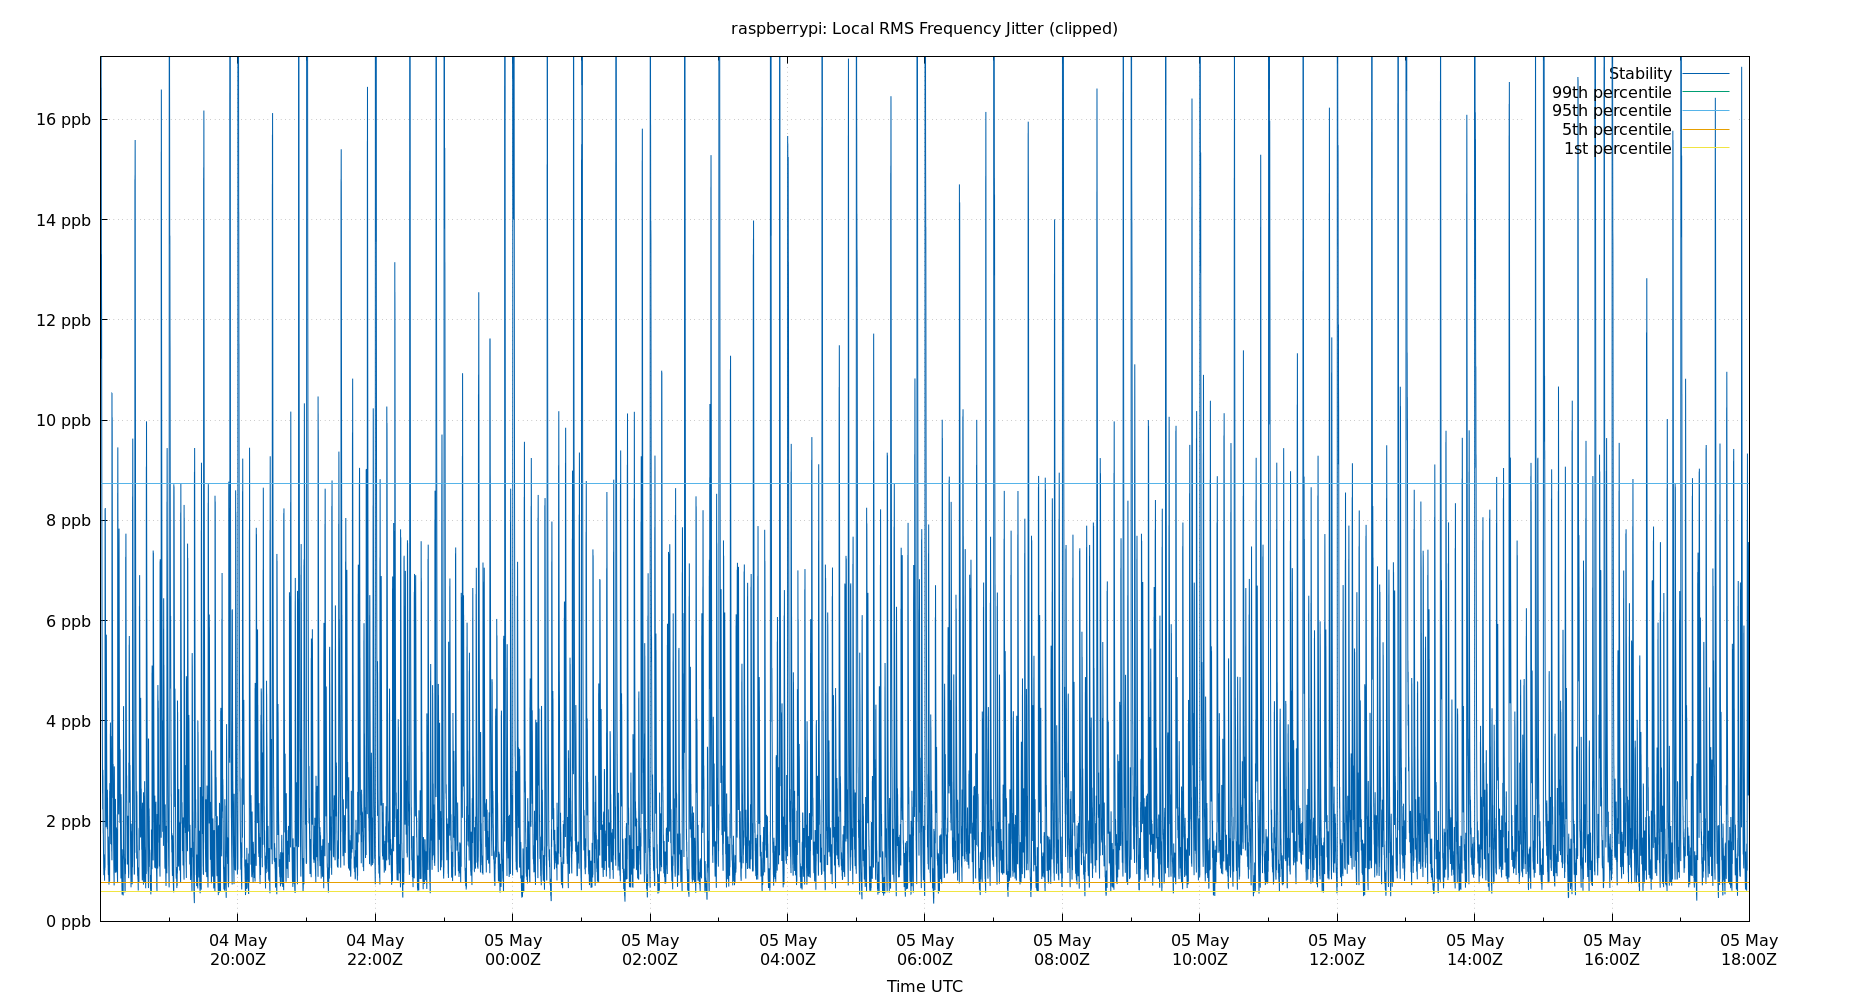 raspberrypi: Local RMS Frequency Jitter (clipped)
Stability
99th percentile
95th percentile
5th percentile
1st percentile
16 ppb
14 ppb
12 ppb
10 ppb
8 ppb
6 ppb
4 ppb
2 ppb
0 ppb
04 May 04 May 05 May 05 May 05 May 05 May 05 May 05 May 05 May 05 May 05 May 05 May
20:00Z 22:00Z 00:00Z 02:00Z 04:00Z 06:00Z 08:00Z 10:00Z 12:00Z 14:00Z 16:00Z 18:00Z
Time UTC